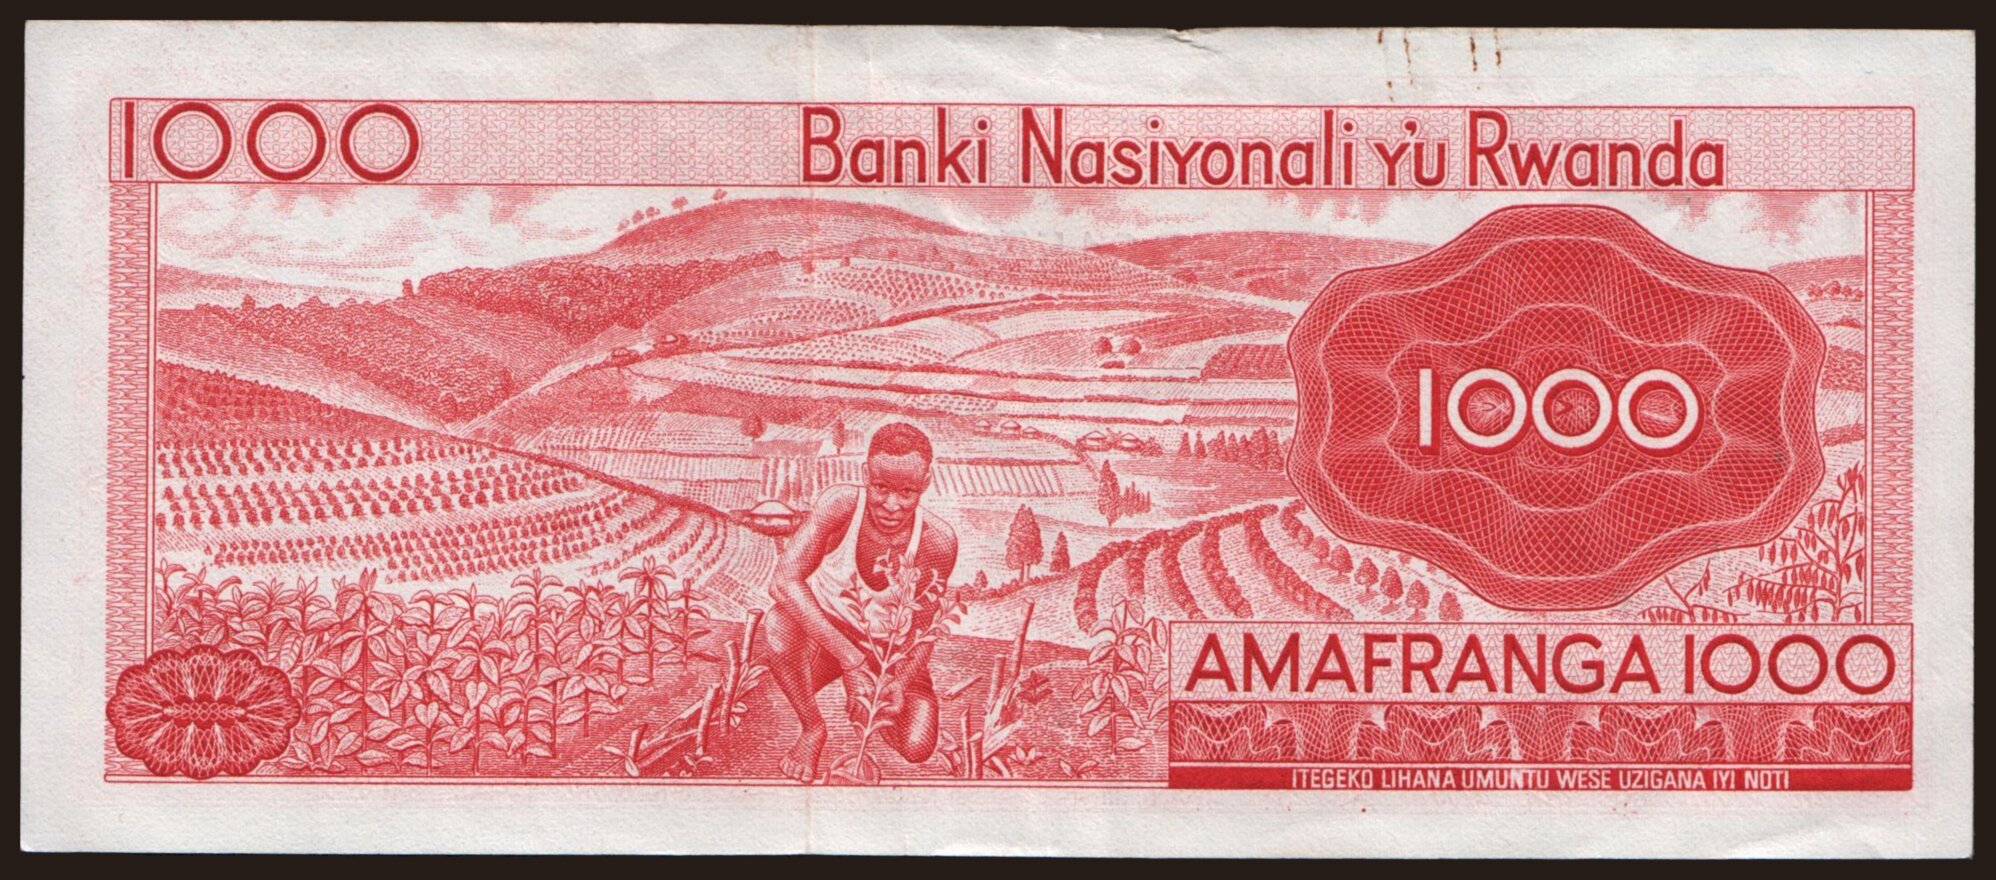 1000 Banki Nasiyonali y'u Rwanda
1000
AMAFRANGA 1000
ITEGEKO LIHANA UMUNTU WESE UZIGANA IYI NOTI